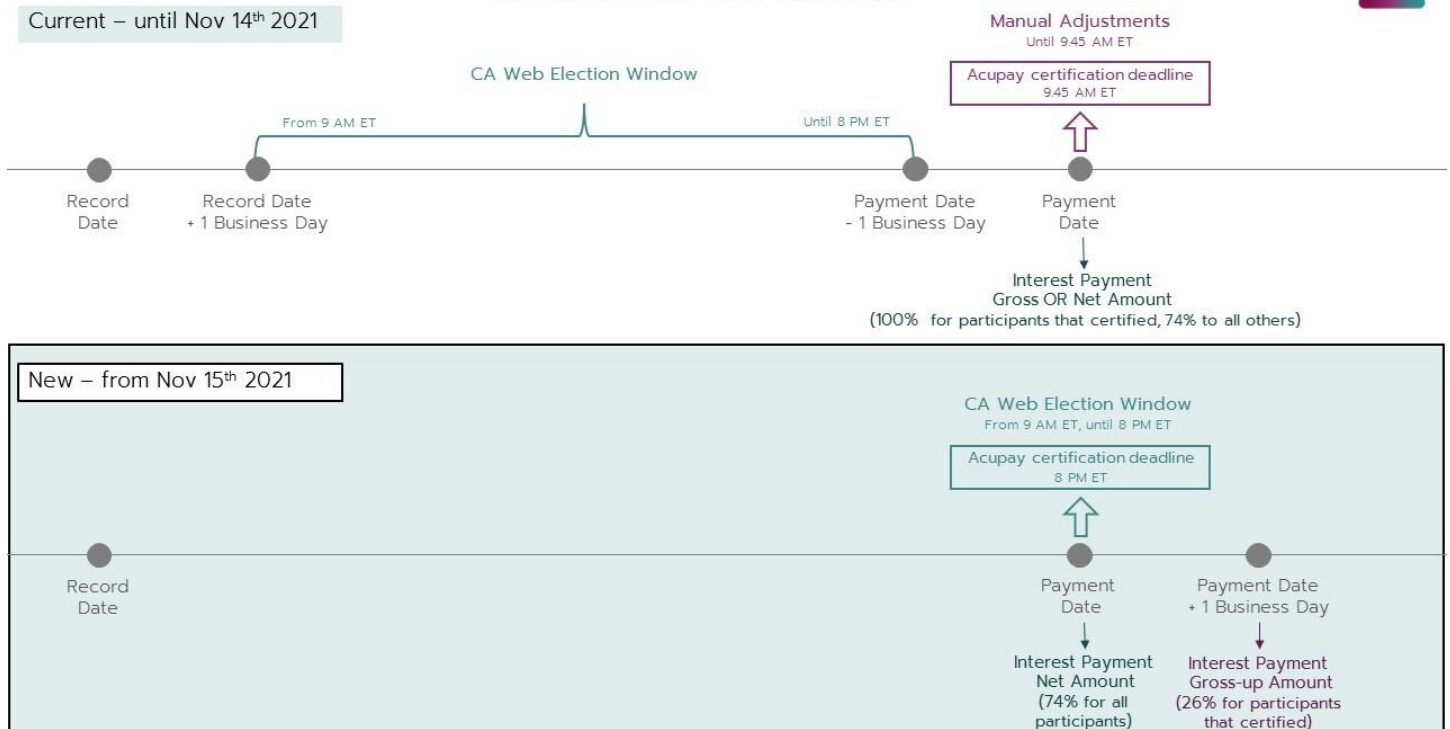 Current – until Nov 14th 2021
Manual Adjustments
Until 9.45 AM ET
Acupay certification deadline
9.45 AM ET
CA Web Election Window
From 9 AM ET
Until 8 PM ET
Record
Date
Record Date
+ 1 Business Day
Payment Date
- 1 Business Day
Payment
Date
Interest Payment
Gross OR Net Amount
(100% for participants that certified, 74% to all others)
New – from Nov 15th 2021
CA Web Election Window
From 9 AM ET, until 8 PM ET
Acupay certification deadline
8 PM ET
Record
Date
Payment
Date
Payment Date
+ 1 Business Day
Interest Payment
Net Amount
(74% for all
participants)
Interest Payment
Gross-up Amount
(26% for participants
that certified)